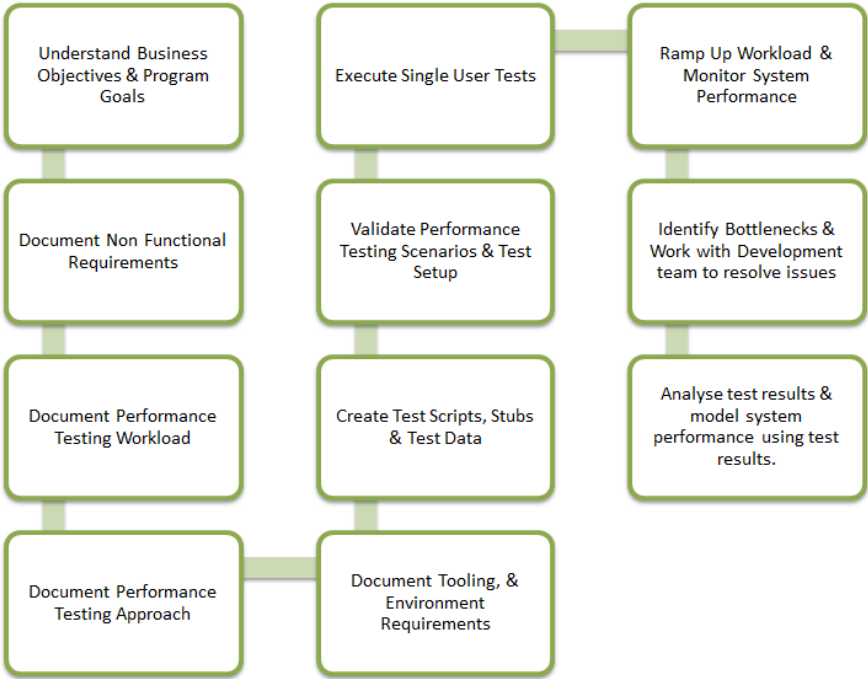 Understand Business
Objectives & Program
Goals
Document Non Functional
Requirements
Document Performance
Testing Workload
Document Performance
Testing Approach
Document Tooling, &
Environment
Requirements
Create Test Scripts, Stubs
& Test Data
Validate Performance
Testing Scenarios & Test
Setup
Execute Single User Tests
Ramp Up Workload &
Monitor System
Performance
Identify Bottlenecks &
Work with Development
team to resolve issues
Analyse test results &
model system
performance using test
results.